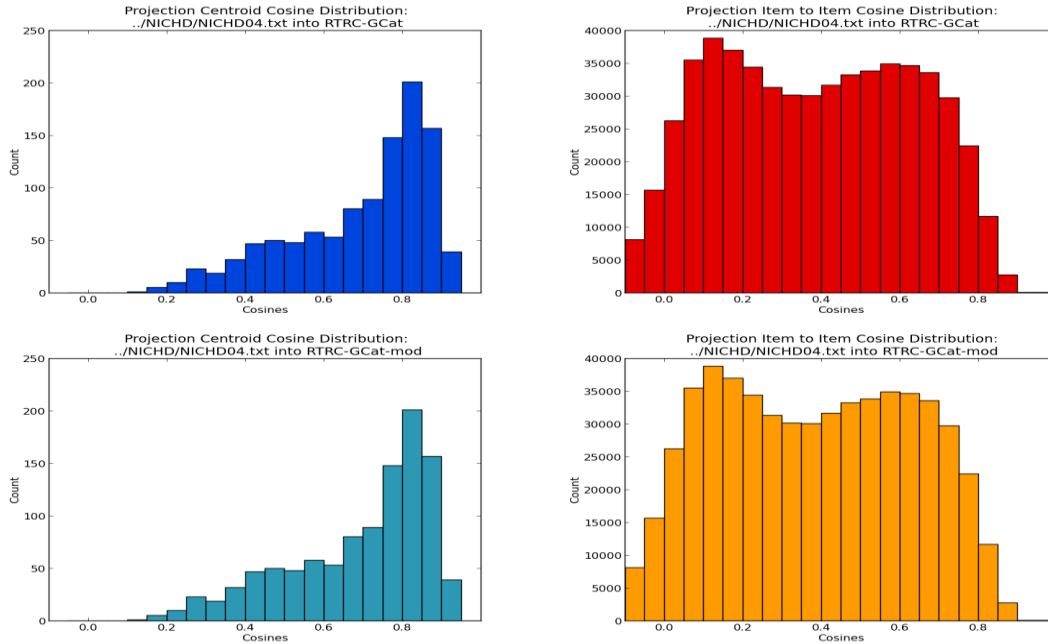 Projection Centroid Cosine Distribution:
../NICHD/NICHD04.txt into RTRC-GCat
250
200
150
100
50
0
Count
0.0 0.2 0.4 0.6 0.8
Cosines
Projection Item to Item Cosine Distribution:
../NICHD/NICHD04.txt into RTRC-GCat
40000
35000
30000
25000
20000
15000
10000
5000
0
Count
0.0 0.2 0.4 0.6 0.8
Cosines
Projection Centroid Cosine Distribution:
../NICHD/NICHD04.txt into RTRC-GCat-mod
250
200
150
100
50
0
Count
0.0 0.2 0.4 0.6 0.8
Cosines
Projection Item to Item Cosine Distribution:
../NICHD/NICHD04.txt into RTRC-GCat-mod
40000
35000
30000
25000
20000
15000
10000
5000
0
Count
0.0 0.2 0.4 0.6 0.8
Cosines